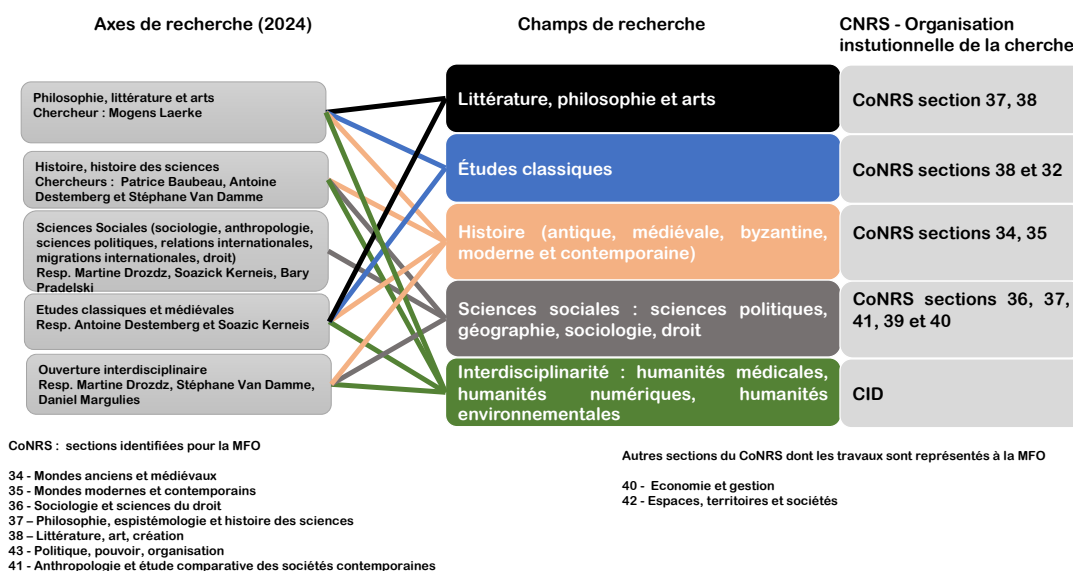 Axes de recherche (2024)
Philosophie, littérature et arts
Chercheur : Mogens Laerke
Histoire, histoire des sciences
Chercheurs : Patrice Baubeau, Antoine
Destemberg et Stéphane Van Damme
Sciences Sociales (sociologie, anthropologie,
sciences politiques, relations internationales,
migrations internationales, droit)
Resp. Martine Drozdz, Soazick Kerneis, Bary
Pradelski
Etudes classiques et médiévales
Resp. Antoine Destemberg et Soazic Kerneis
Ouverture interdisciplinaire
Resp. Martine Drozdz, Stéphane Van Damme,
Daniel Margulies
Champs de recherche
Littérature, philosophie et arts
Études classiques
Histoire (antique, médiévale, byzantine,
moderne et contemporaine)
Sciences sociales : sciences politiques,
géographie, sociologie, droit
Interdisciplinarité : humanités médicales,
humanités numériques, humanités
environnementales
CNRS - Organisation
instutionnelle de la cherche
CoNRS section 37, 38
CoNRS sections 38 et 32
CoNRS sections 34, 35
CoNRS sections 36, 37,
41, 39 et 40
CID
CoNRS : sections identifiées pour la MFO
34 - Mondes anciens et médiévaux
35 - Mondes modernes et contemporains
36 - Sociologie et sciences du droit
37 – Philosophie, espistémologie et histoire des sciences
38 – Littérature, art, création
43 - Politique, pouvoir, organisation
41 - Anthropologie et étude comparative des sociétés contemporaines
Autres sections du CoNRS dont les travaux sont représentés à la MFO
40 - Economie et gestion
42 - Espaces, territoires et sociétés